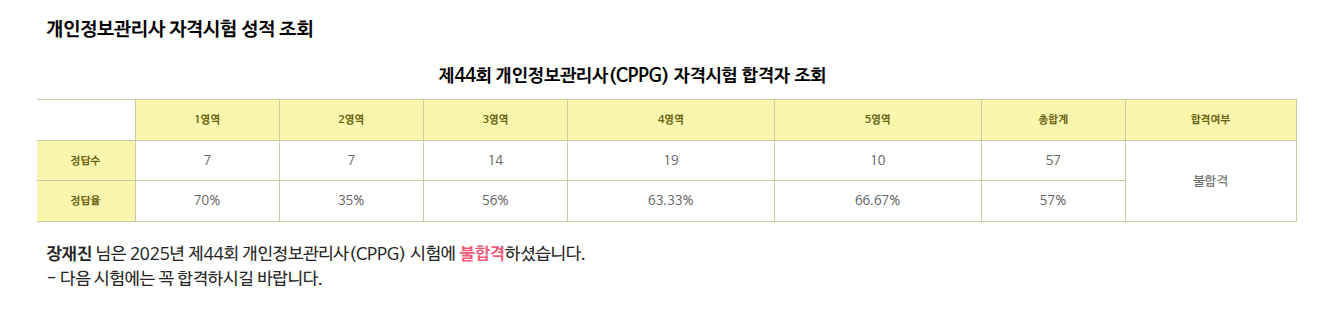 개인정보관리사 자격시험 성적 조회
제44회 개인정보관리사(CPPG) 자격시험 합격자 조회
1영역 2영역 3영역 4영역 5영역 총합계 합격여부
정답수 7 7 14 19 10 57
불합격
정답율 70% 35% 56% 63.33% 66.67% 57%
장재진 님은 2025년 제44회 개인정보관리사(CPPG) 시험에 불합격하셨습니다.
- 다음 시험에는 꼭 합격하시길 바랍니다.